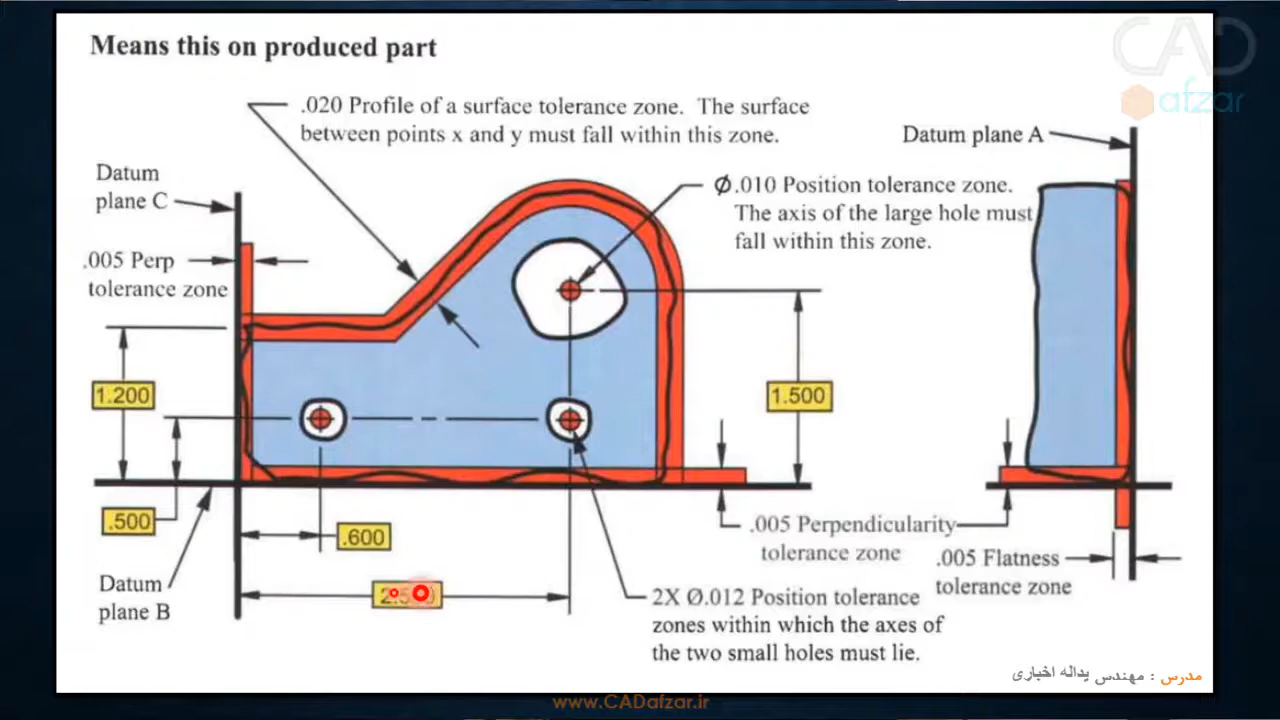 Means this on produced part
CAD
afzar
.020 Profile of a surface tolerance zone. The surface
between points x and y must fall within this zone.
Datum plane A
Datum
plane C
Ø.010 Position tolerance zone.
The axis of the large hole must
fall within this zone.
.005 Perp
tolerance zone
1.200
1.500
.500
.600
.005 Perpendicularity
tolerance zone
.005 Flatness
tolerance zone
Datum
plane B
2X Ø.012 Position tolerance
zones within which the axes of
the two small holes must lie.
مدرس : مهندس یداله اخباری
www.CADafzar.ir